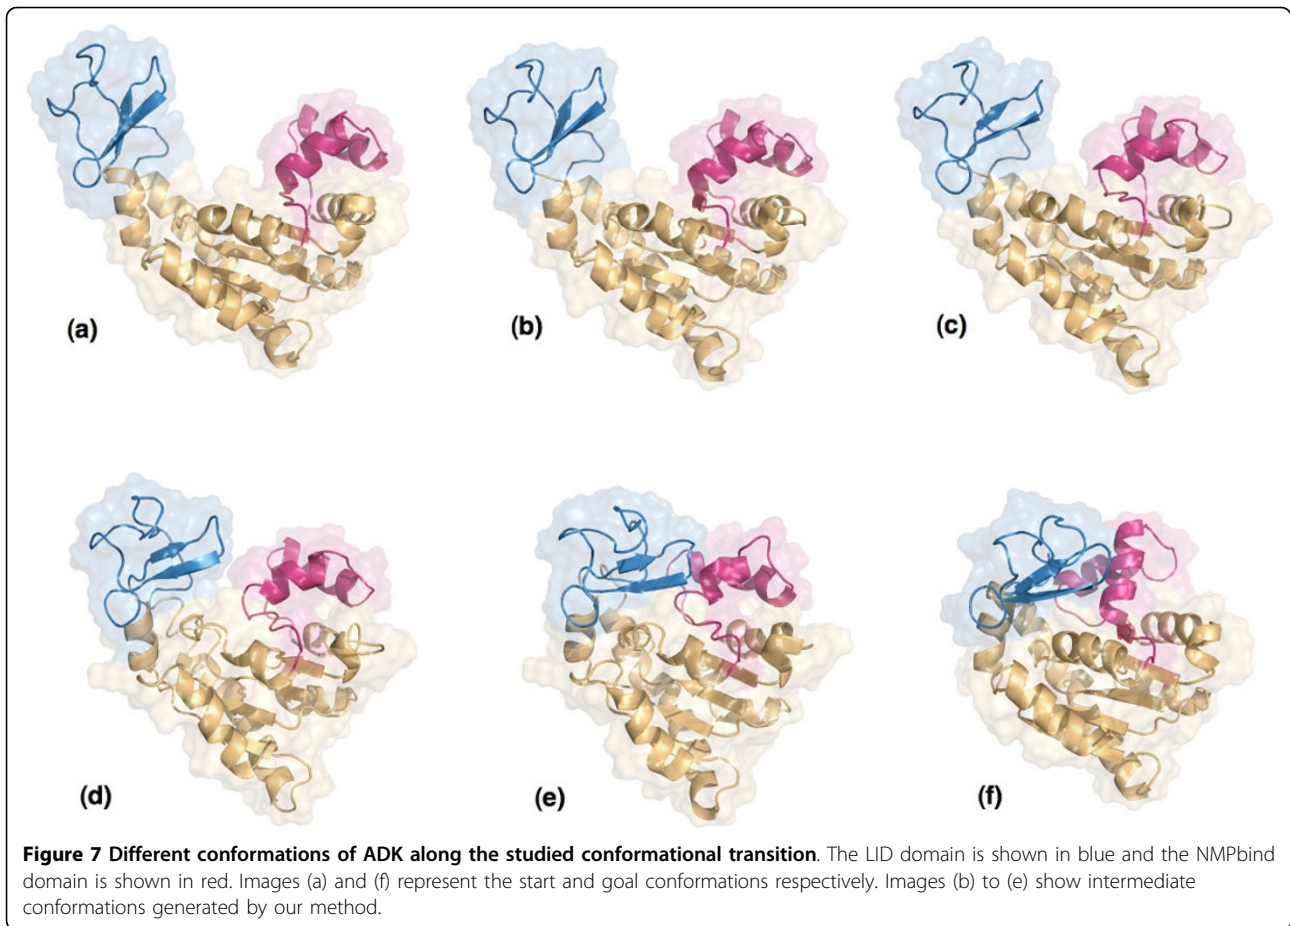 (a)
(b)
(c)
(d)
(e)
(f)
Figure 7 Different conformations of ADK along the studied conformational transition. The LID domain is shown in blue and the NMPbind
domain is shown in red. Images (a) and (f) represent the start and goal conformations respectively. Images (b) to (e) show intermediate
conformations generated by our method.